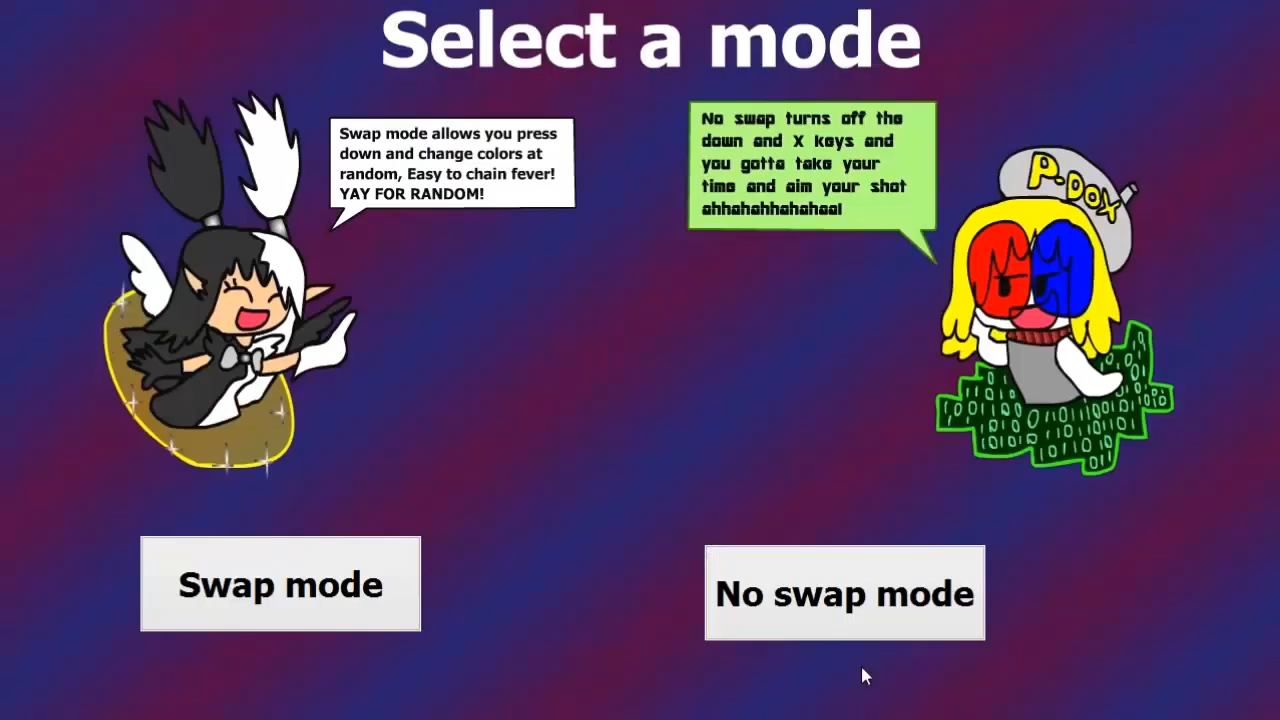 Select a mode
Swap mode allows you press
down and change colors at
random, Easy to chain fever!
YAY FOR RANDOM!
No swap turns off the
down and X keys and
you gotta take your
time and aim your shot
ahhahahhahahaa!
P-DOX
Swap mode
No swap mode